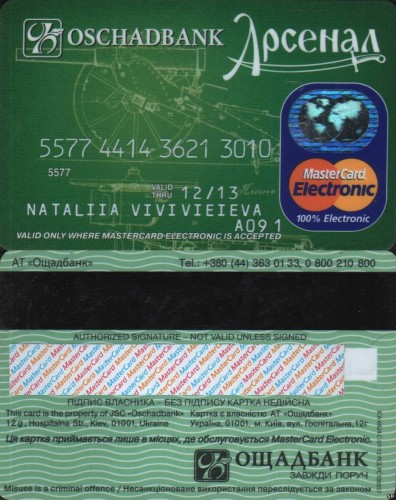 OSCHADBANK
Арсенал
5577 4414 3621 3010
5577
VALID THRU 12/13
NATALIIA VIVIVIEIEVA
A091
MasterCard
Electronic
100% Electronic
VALID ONLY WHERE MASTERCARD ELECTRONIC IS ACCEPTED
АТ «Ощадбанк» Tel.: +380 (44) 363 01 33, 0 800 210 800
AUTHORIZED SIGNATURE – NOT VALID UNLESS SIGNED
MasterCard MasterCard MasterCard
ПІДПИС ВЛАСНИКА – БЕЗ ПІДПИСУ КАРТКА НЕДІЙСНА
This card is the property of JSC «Oschadbank» Картка є власністю АТ «Ощадбанк»
12 g., Hospitalna Str., Kiev, 01001, Ukraine Україна, 01001. м. Київ, вул. Госпітальна, 12г
Ця картка приймається лише в місцях, де обслуговується MasterCard Electronic.
ОЩАДБАНК
ЗАВЖДИ ПОРУЧ
Misuse is a criminal offence / Несанкціоноване використання переслідується за законом